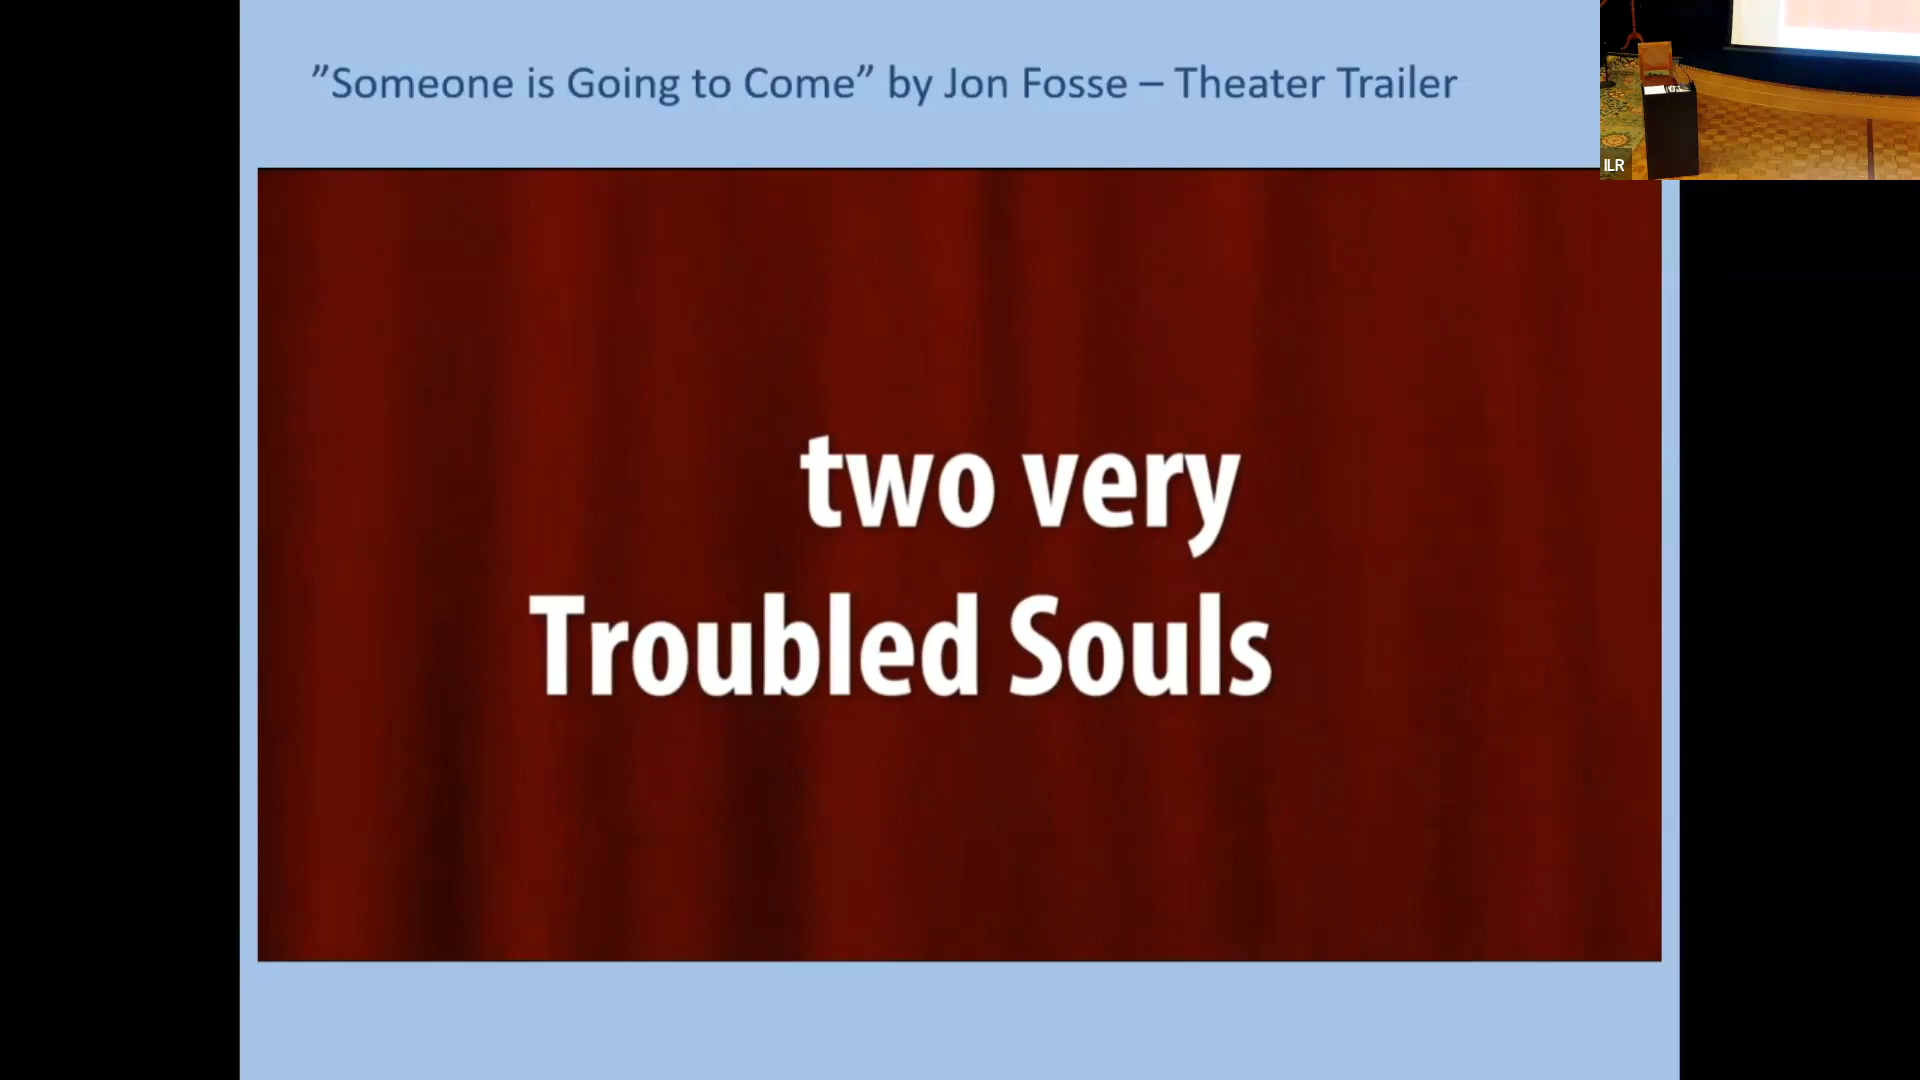 ”Someone is Going to Come” by Jon Fosse – Theater Trailer
ILR
two very
Troubled Souls